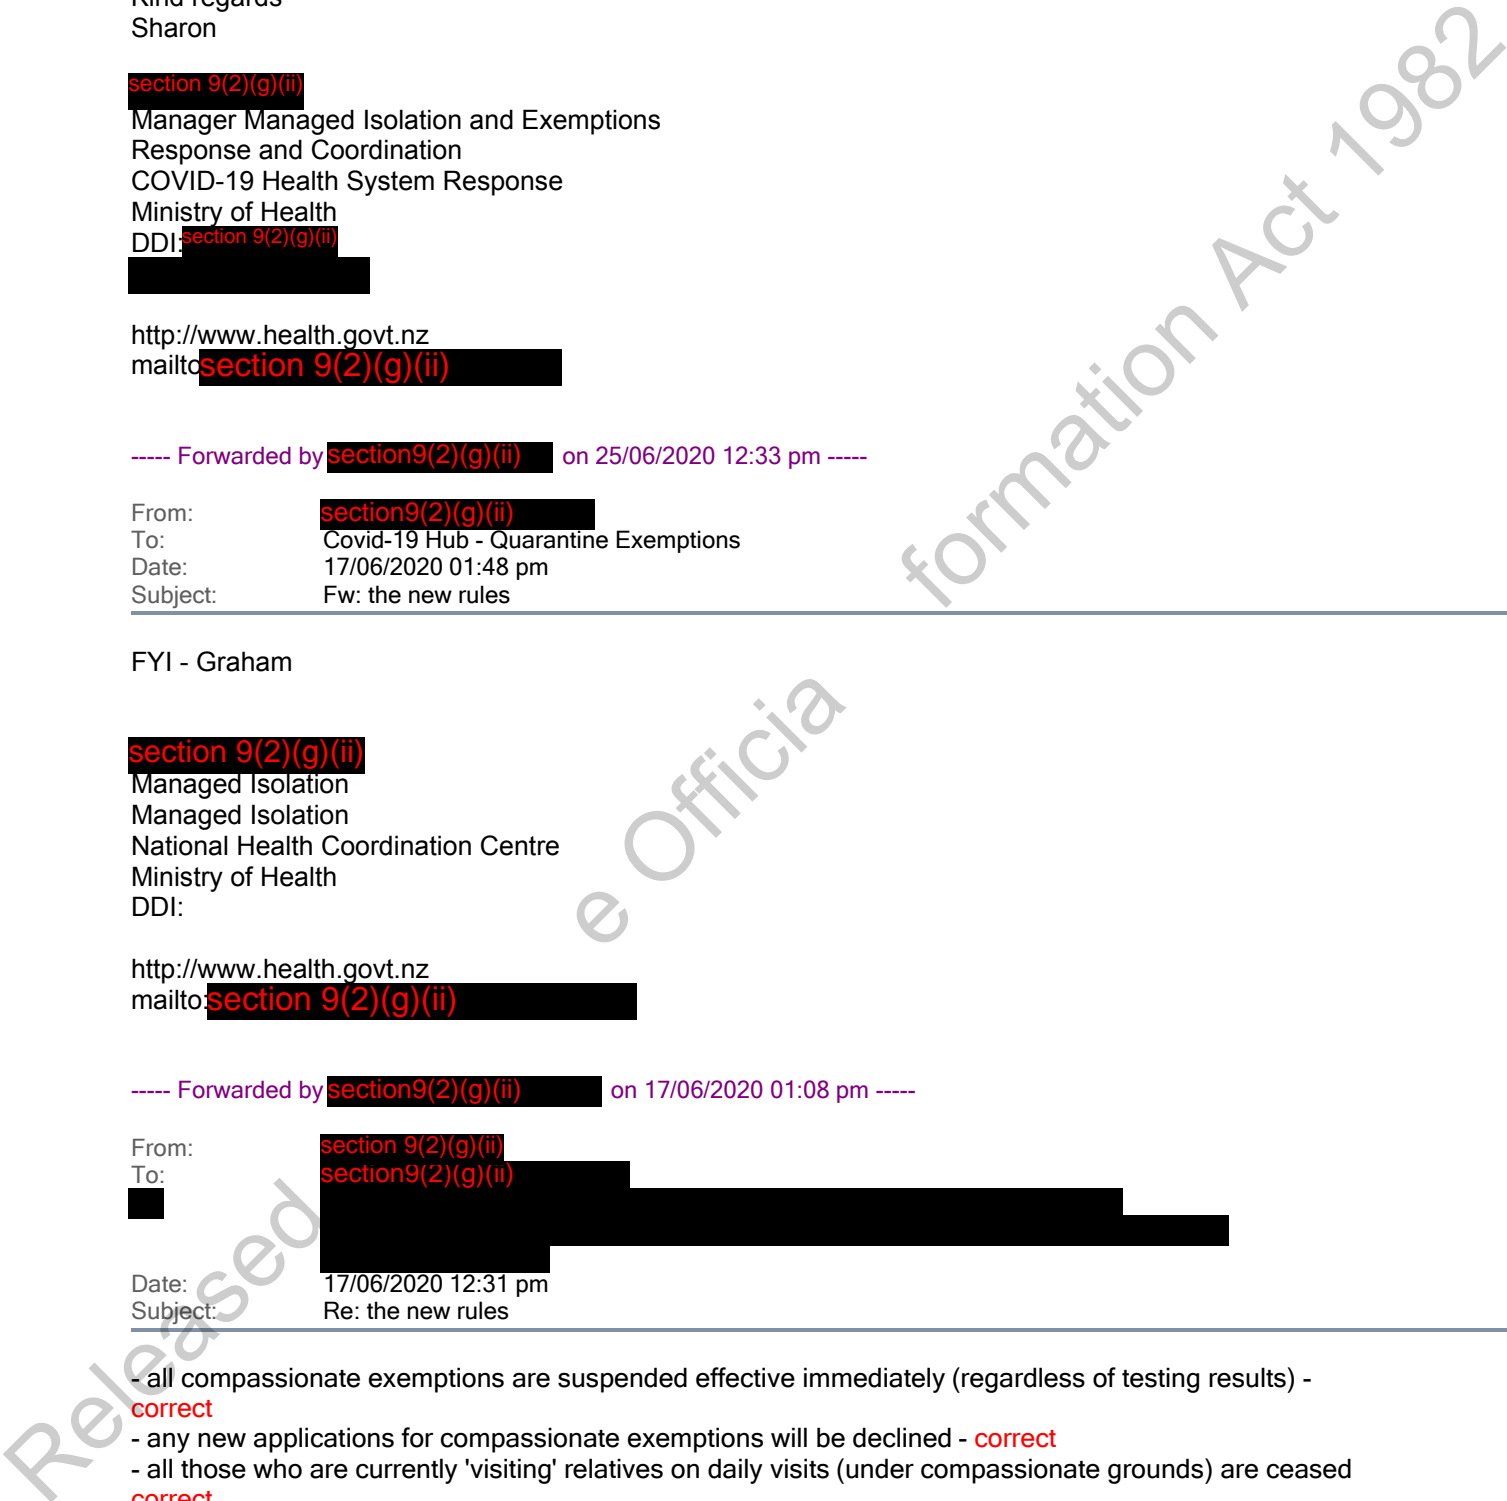 Kind regards
Sharon
section 9(2)(g)(ii)
Manager Managed Isolation and Exemptions
Response and Coordination
COVID-19 Health System Response
Ministry of Health
DDI:section 9(2)(g)(ii)
http://www.health.govt.nz
mailto section 9(2)(g)(ii)
----- Forwarded by section9(2)(g)(ii) on 25/06/2020 12:33 pm -----
From: section9(2)(g)(ii)
To: Covid-19 Hub - Quarantine Exemptions
Date: 17/06/2020 01:48 pm
Subject: Fw: the new rules
FYI - Graham
section 9(2)(g)(ii)
Managed Isolation
Managed Isolation
National Health Coordination Centre
Ministry of Health
DDI:
http://www.health.govt.nz
mailto:section 9(2)(g)(ii)
----- Forwarded by section9(2)(g)(ii) on 17/06/2020 01:08 pm -----
From: section 9(2)(g)(ii)
To: section9(2)(g)(ii)
Date: 17/06/2020 12:31 pm
Subject: Re: the new rules
- all compassionate exemptions are suspended effective immediately (regardless of testing results) -
correct
- any new applications for compassionate exemptions will be declined - correct
- all those who are currently 'visiting' relatives on daily visits (under compassionate grounds) are ceased
correct
Released e Officia formation Act 1982